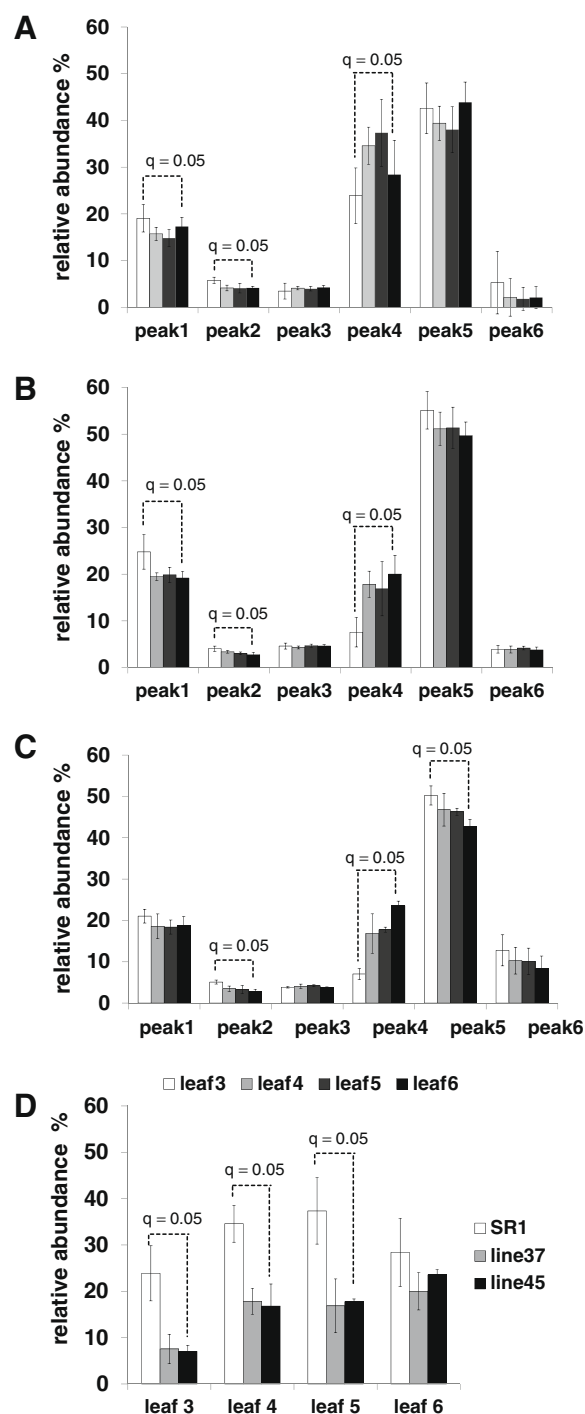 A
relative abundance %
60
50
40
30
20
10
0
q = 0.05
q = 0.05
q = 0.05
peak1 peak2 peak3 peak4 peak5 peak6
B
relative abundance %
60
50
40
30
20
10
0
q = 0.05
q = 0.05
q = 0.05
peak1 peak2 peak3 peak4 peak5 peak6
C
relative abundance %
60
50
40
30
20
10
0
q = 0.05
q = 0.05
q = 0.05
peak1 peak2 peak3 peak4 peak5 peak6
leaf3 leaf4 leaf5 leaf6
D
relative abundance %
60
50
40
30
20
10
0
q = 0.05
q = 0.05
q = 0.05
SR1
line37
line45
leaf 3 leaf 4 leaf 5 leaf 6